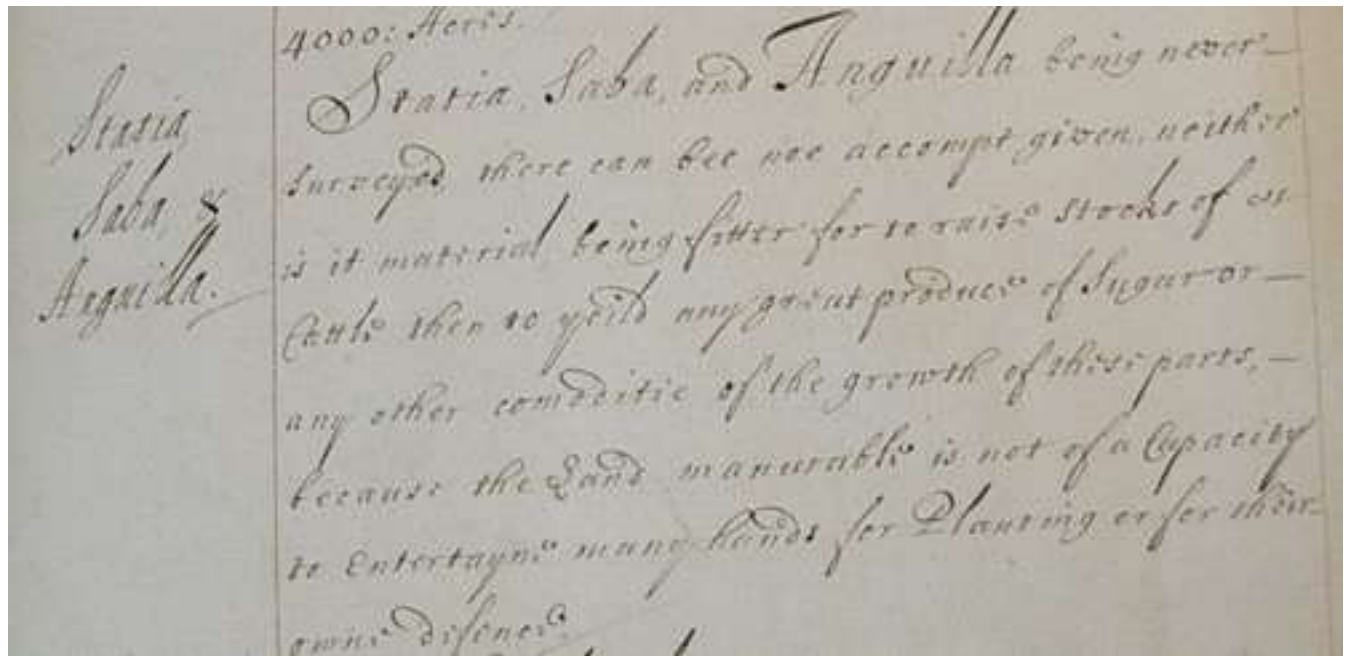 4000: Acres.
Statia,
Saba, &
Anguilla.
Statia, Saba, and Anguilla being never
surveyed there can bee noe accompt given, neither
is it material being fitter for to raise Stocks of
Cattle then to yeild any great produce of Sugar or
any other comoditie of the growth of these parts,
because the Land manurable is not of a Capacity
to Entertayne many hands for Planting or for their
owne defence.